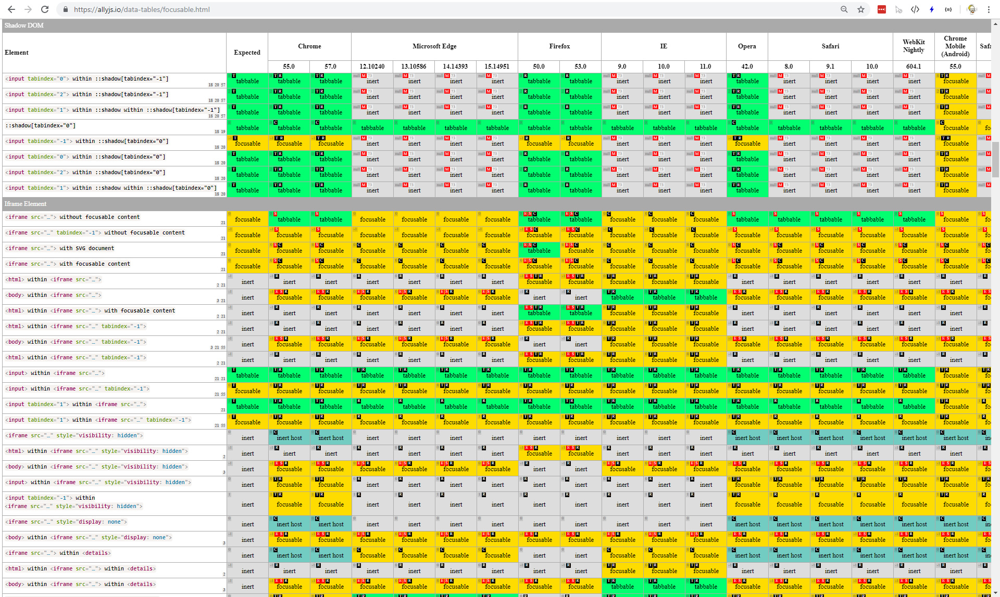 https://allyjs.io/data-tables/focusable.html
Shadow DOM
Element Expected Chrome Microsoft Edge Firefox IE Opera Safari WebKit Nightly Chrome Mobile (Android) Safa
55.0 57.0 12.10240 13.10586 14.14393 15.14951 50.0 53.0 9.0 10.0 11.0 42.0 8.0 9.1 10.0 604.1 55.0
<input tabindex="0"> within ::shadow[tabindex="-1"] 18 20 57 tabbable tabbable tabbable inert inert inert inert tabbable tabbable inert inert inert tabbable inert inert inert inert focusable
<input tabindex="2"> within ::shadow[tabindex="-1"] 18 20 57 tabbable tabbable tabbable inert inert inert inert tabbable tabbable inert inert inert tabbable inert inert inert inert focusable
<input tabindex="1"> within ::shadow within ::shadow[tabindex="-1"] 18 20 57 tabbable tabbable tabbable inert inert inert inert tabbable tabbable inert inert inert tabbable inert inert inert inert focusable
::shadow[tabindex="0"] 18 19 tabbable tabbable tabbable tabbable tabbable tabbable tabbable tabbable tabbable tabbable tabbable tabbable tabbable tabbable tabbable tabbable tabbable focusable fo
<input tabindex="-1"> within ::shadow[tabindex="0"] 18 20 focusable focusable focusable inert inert inert inert focusable focusable inert inert inert focusable inert inert inert inert focusable
<input tabindex="0"> within ::shadow[tabindex="0"] 18 20 tabbable tabbable tabbable inert inert inert inert tabbable tabbable inert inert inert tabbable inert inert inert inert focusable
<input tabindex="2"> within ::shadow[tabindex="0"] 18 20 tabbable tabbable tabbable inert inert inert inert tabbable tabbable inert inert inert tabbable inert inert inert inert focusable
<input tabindex="1"> within ::shadow within ::shadow[tabindex="0"] 18 20 tabbable tabbable tabbable inert inert inert inert tabbable tabbable inert inert inert tabbable inert inert inert inert focusable
Iframe Element
<iframe src="…"> without focusable content 21 focusable tabbable tabbable focusable focusable focusable focusable tabbable tabbable focusable focusable focusable tabbable tabbable tabbable tabbable tabbable focusable fo
<iframe src="…" tabindex="-1"> without focusable content 21 focusable focusable focusable focusable focusable focusable focusable focusable focusable focusable focusable focusable focusable focusable focusable focusable focusable focusable fo
<iframe src="…"> with SVG document 21 focusable focusable focusable focusable focusable focusable focusable tabbable focusable focusable focusable focusable focusable focusable focusable focusable focusable focusable fo
<iframe src="…"> with focusable content 21 focusable focusable focusable focusable focusable focusable focusable focusable focusable focusable focusable focusable focusable focusable focusable focusable focusable focusable fo
<html> within <iframe src="…"> 2 21 inert inert inert inert inert inert inert focusable focusable focusable focusable focusable inert inert inert inert inert inert
<body> within <iframe src="…"> 3 21 inert focusable focusable focusable focusable focusable focusable inert inert tabbable tabbable tabbable focusable focusable focusable focusable focusable focusable fo
<html> within <iframe src="…"> with focusable content 2 21 inert inert inert inert inert inert inert tabbable tabbable focusable focusable focusable inert inert inert inert inert inert
<html> within <iframe src="…" tabindex="-1"> 2 21 inert inert inert inert inert inert inert focusable focusable focusable focusable focusable inert inert inert inert inert inert
<body> within <iframe src="…" tabindex="-1"> 3 21 55 inert focusable focusable focusable focusable focusable focusable inert inert focusable focusable focusable focusable focusable focusable focusable focusable focusable fo
<html> within <iframe src="…" tabindex="-1"> 2 21 inert inert inert inert inert inert inert focusable focusable focusable focusable focusable inert inert inert inert inert inert
<input> within <iframe src="…"> 21 21 tabbable tabbable tabbable tabbable tabbable tabbable tabbable tabbable tabbable tabbable tabbable tabbable tabbable tabbable tabbable tabbable tabbable focusable fo
<input> within <iframe src="…" tabindex="-1"> 21 55 focusable focusable focusable focusable focusable focusable focusable focusable focusable focusable focusable focusable focusable focusable focusable focusable focusable focusable fo
<input tabindex="1"> within <iframe src="…"> 21 tabbable tabbable tabbable tabbable tabbable tabbable tabbable tabbable tabbable tabbable tabbable tabbable tabbable tabbable tabbable tabbable tabbable focusable fo
<input tabindex="1"> within <iframe src="…" tabindex="-1"> 21 55 focusable focusable focusable focusable focusable focusable focusable focusable focusable focusable focusable focusable focusable focusable focusable focusable focusable focusable fo
<iframe src="…" style="visibility: hidden"> inert inert host inert host inert inert inert inert inert inert inert inert inert inert host inert host inert host inert host inert host inert host in
<html> within <iframe src="…" style="visibility: hidden"> 2 inert inert inert inert inert inert inert focusable focusable inert inert inert inert inert inert inert inert inert
<body> within <iframe src="…" style="visibility: hidden"> 3 inert focusable focusable focusable focusable focusable focusable inert inert focusable focusable focusable focusable focusable focusable focusable focusable focusable fo
<input> within <iframe src="…" style="visibility: hidden"> inert focusable focusable inert inert inert inert inert inert inert inert inert focusable focusable focusable focusable focusable focusable fo
<input tabindex="-1"> within
<iframe src="…" style="visibility: hidden"> inert focusable focusable inert inert inert inert inert inert inert inert inert focusable focusable focusable focusable focusable focusable fo
<iframe src="…" style="display: none"> inert inert host inert host inert inert inert inert inert inert inert inert inert inert host inert host inert host inert host inert host inert host in
<body> within <iframe src="…" style="display: none"> 3 inert focusable focusable focusable focusable focusable focusable focusable focusable focusable focusable focusable focusable focusable focusable focusable focusable focusable fo
<iframe src="…"> within <details> inert inert host inert host focusable focusable focusable focusable inert inert focusable focusable focusable inert host inert host inert host inert host inert host inert host in
<html> within <iframe src="…"> within <details> 2 inert inert inert inert inert inert inert inert inert focusable focusable focusable inert inert inert inert inert inert
<body> within <iframe src="…"> within <details> 3 inert focusable focusable focusable focusable focusable focusable inert inert tabbable tabbable tabbable focusable focusable focusable focusable focusable focusable fo